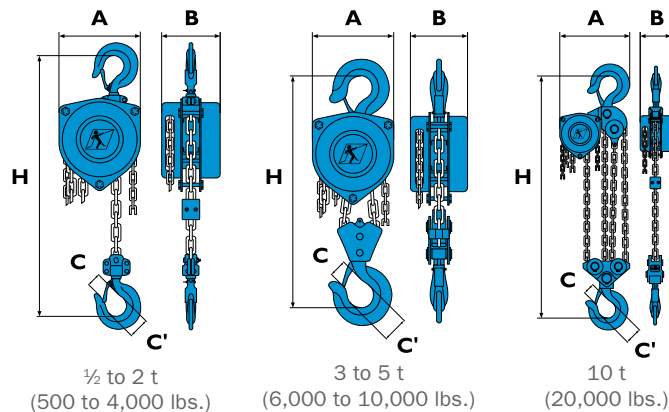 A B
H
C
C'
½ to 2 t
(500 to 4,000 lbs.)
A B
H
C
C'
3 to 5 t
(6,000 to 10,000 lbs.)
A B
H
C
C'
10 t
(20,000 lbs.)